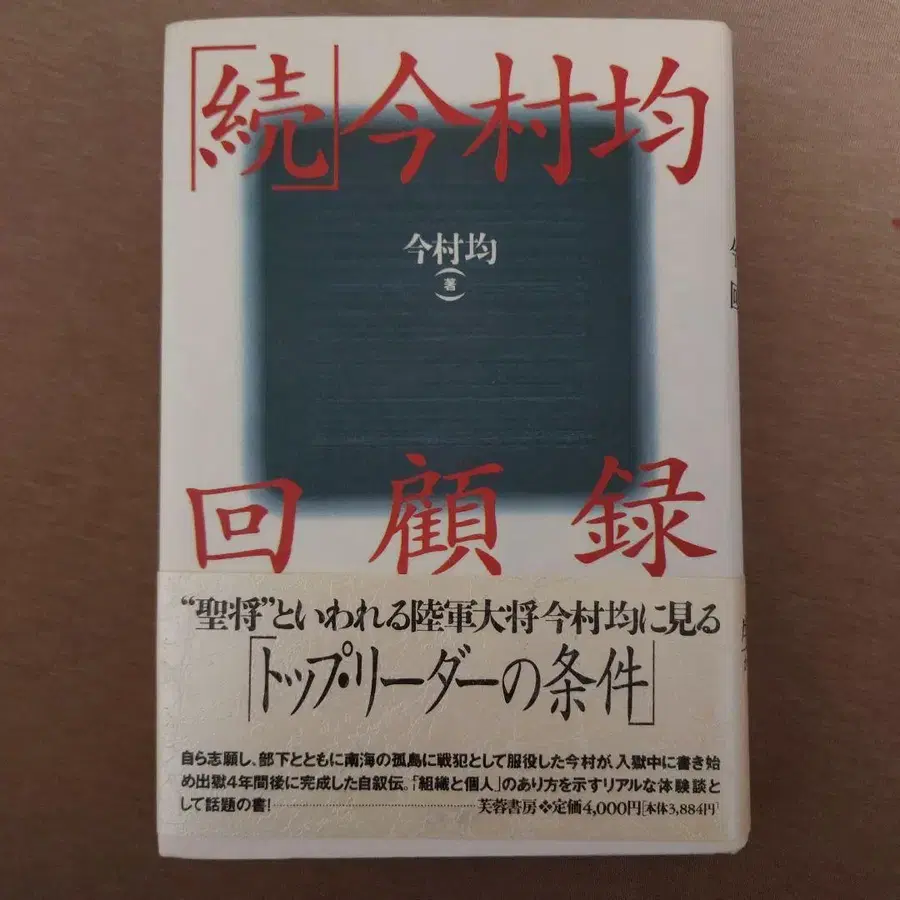 「続」今村均
今村均
(著)
回顧録
“聖将”といわれる陸軍大将今村均に見る
「トップ・リーダーの条件」
自ら志願し、部下とともに南海の孤島に戦犯として服役した今村が、入獄中に書き始
め出獄4年間後に完成した自叙伝。「組織と個人」のあり方を示すリアルな体験談と
して話題の書!……芙蓉書房❖定価4,000円[本体3,884円]